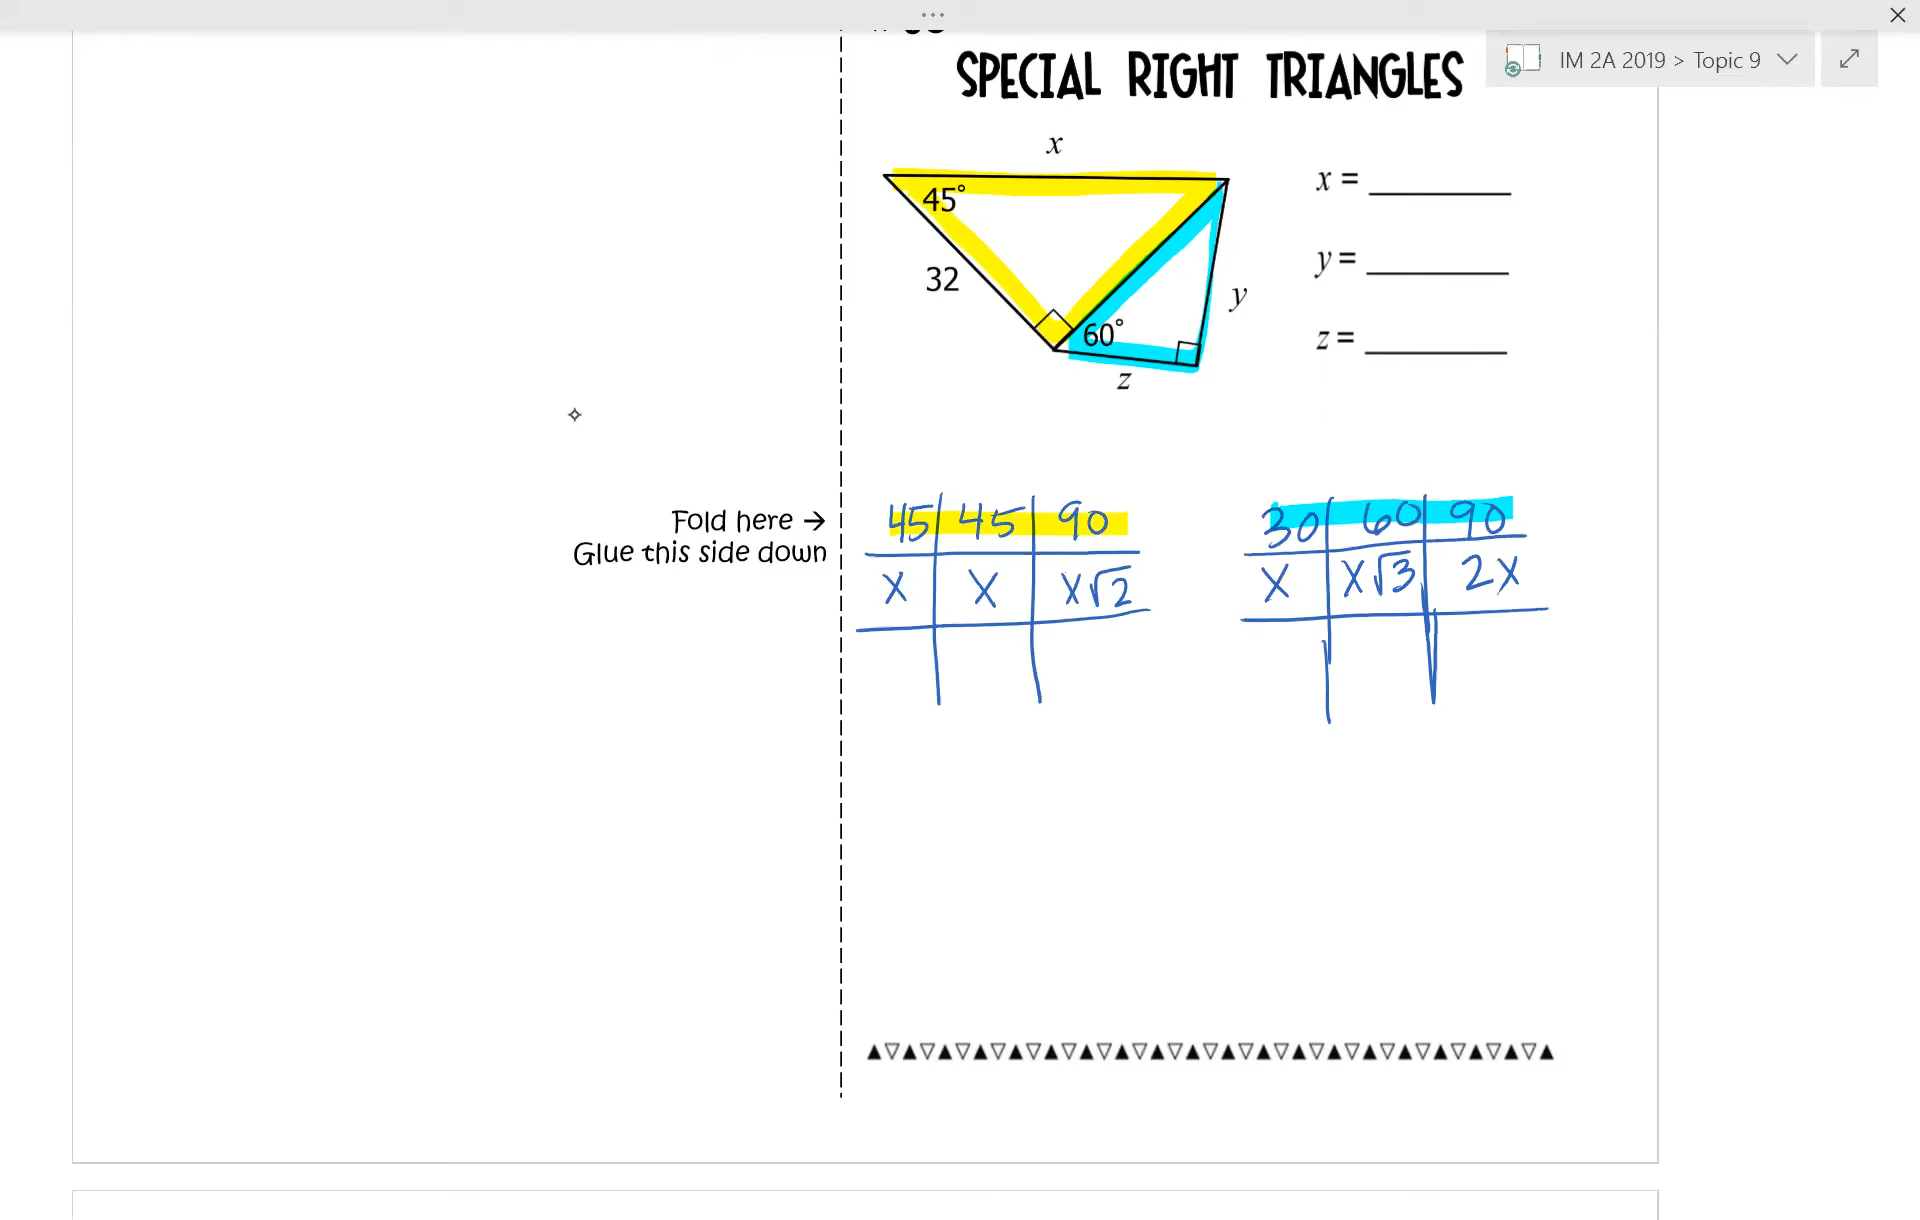 IM 2A 2019 > Topic 9
SPECIAL RIGHT TRIANGLES
x
45°
32
60°
y
z
x =
y =
z =
Fold here →
Glue this side down
45 45 90
x x x√2
30 60 90
x x√3 2x